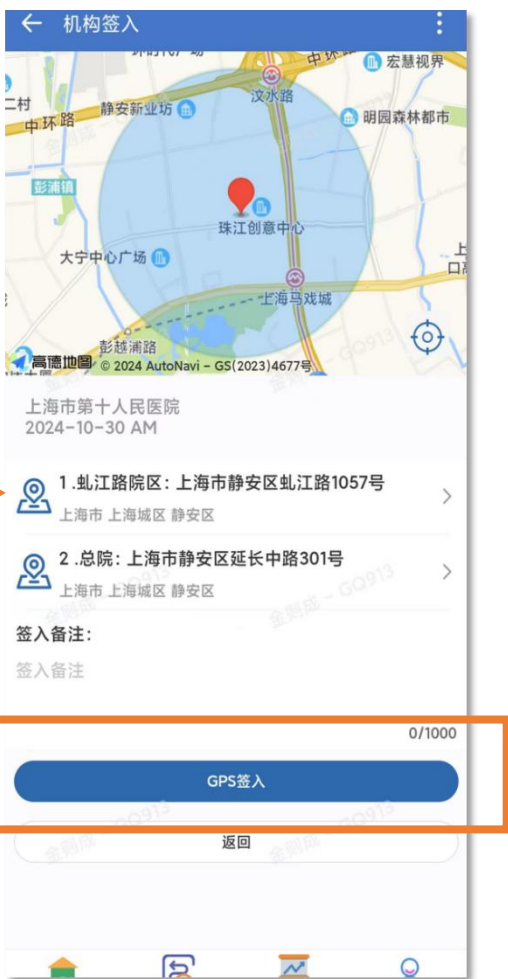 机构签入
宏慧视界
二村
静安新业坊
汶水路
中环路
明园森林都市
彭浦镇
珠江创意中心
大宁中心广场
上海马戏城
彭越浦路
高德地图 © 2024 AutoNavi - GS(2023)4677号
上海市第十人民医院
2024-10-30 AM
1.虬江路院区: 上海市静安区虬江路1057号
上海市 上海城区 静安区
2.总院: 上海市静安区延长中路301号
上海市 上海城区 静安区
签入备注:
签入备注
0/1000
GPS签入
返回